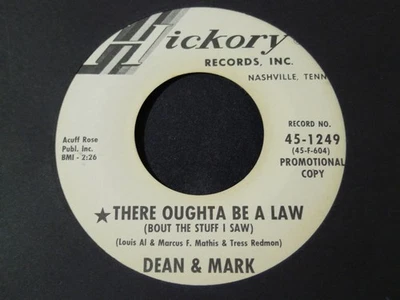 Hickory
RECORDS, INC.
NASHVILLE, TENN
RECORD NO.
45-1249
(45-F-604)
PROMOTIONAL
COPY
Acuff Rose
Publ. Inc.
BMI - 2:26
★THERE OUGHTA BE A LAW
(BOUT THE STUFF I SAW)
(Louis Al & Marcus F. Mathis & Tress Redmon)
DEAN & MARK